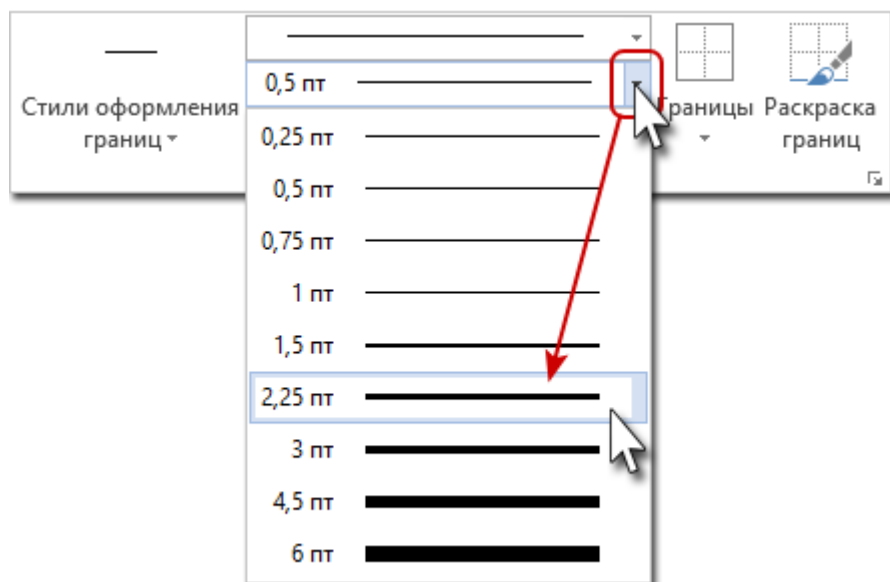 Стили оформления
границ
0,5 пт
0,25 пт
0,5 пт
0,75 пт
1 пт
1,5 пт
2,25 пт
3 пт
4,5 пт
6 пт
Границы
Раскраска
границ